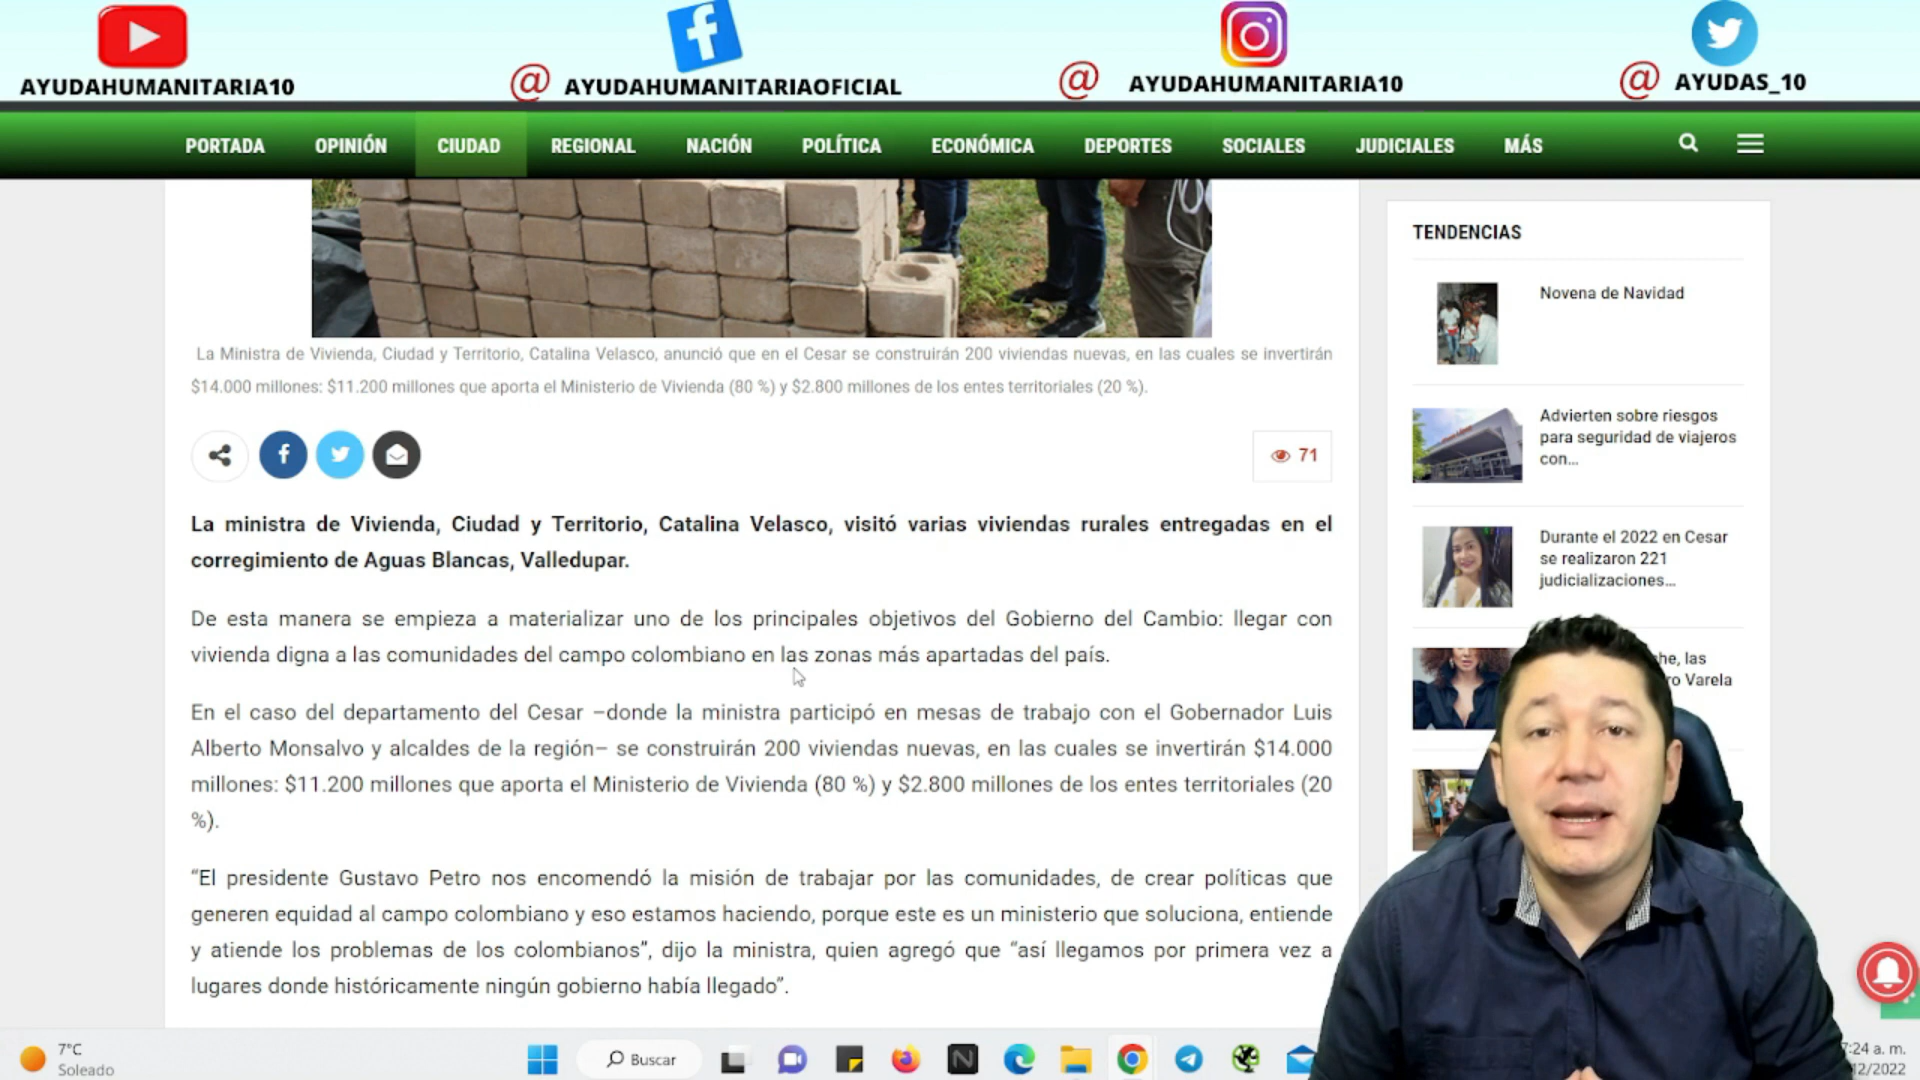 AYUDAHUMANITARIA10
@ AYUDAHUMANITARIAOFICIAL
@ AYUDAHUMANITARIA10
@ AYUDAS_10
PORTADA OPINIÓN CIUDAD REGIONAL NACIÓN POLÍTICA ECONÓMICA DEPORTES SOCIALES JUDICIALES MÁS
La Ministra de Vivienda, Ciudad y Territorio, Catalina Velasco, anunció que en el Cesar se construirán 200 viviendas nuevas, en las cuales se invertirán
$14.000 millones: $11.200 millones que aporta el Ministerio de Vivienda (80 %) y $2.800 millones de los entes territoriales (20 %).
71
La ministra de Vivienda, Ciudad y Territorio, Catalina Velasco, visitó varias viviendas rurales entregadas en el
corregimiento de Aguas Blancas, Valledupar.
De esta manera se empieza a materializar uno de los principales objetivos del Gobierno del Cambio: llegar con
vivienda digna a las comunidades del campo colombiano en las zonas más apartadas del país.
En el caso del departamento del Cesar –donde la ministra participó en mesas de trabajo con el Gobernador Luis
Alberto Monsalvo y alcaldes de la región– se construirán 200 viviendas nuevas, en las cuales se invertirán $14.000
millones: $11.200 millones que aporta el Ministerio de Vivienda (80 %) y $2.800 millones de los entes territoriales (20
%).
“El presidente Gustavo Petro nos encomendó la misión de trabajar por las comunidades, de crear políticas que
generen equidad al campo colombiano y eso estamos haciendo, porque este es un ministerio que soluciona, entiende
y atiende los problemas de los colombianos”, dijo la ministra, quien agregó que “así llegamos por primera vez a
lugares donde históricamente ningún gobierno había llegado”.
TENDENCIAS
Novena de Navidad
Advierten sobre riesgos
para seguridad de viajeros
con...
Durante el 2022 en Cesar
se realizaron 221
judicializaciones...
las
Varela
7°C
Soleado
Buscar
7:24 a. m.
12/2022